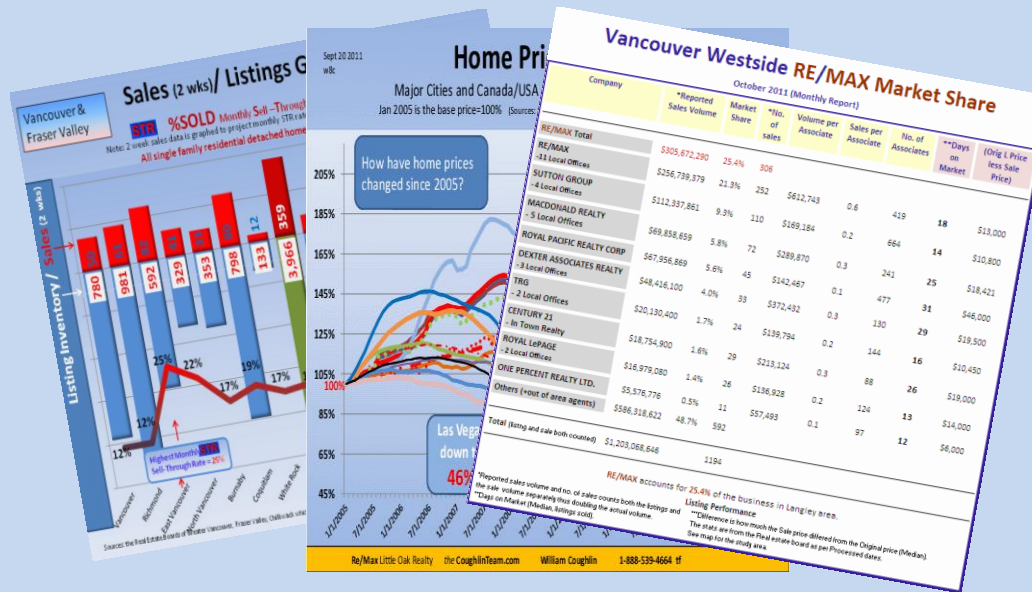 Vancouver &
Fraser Valley
Sales (2 wks)/ Listings G
STR %SOLD Monthly Sell-Through
Note: 2 week sales data is graphed to project monthly STR rate
All single family residential detached home
Listing Inventory / Sales (2 wks)
12
359
780
981
592
329
353
798
133
3,966
12%
12%
25%
22%
17%
19%
17%
Highest Monthly STR
Sell-Through Rate = 25%
Vancouver
Richmond
East Vancouver
North Vancouver
Burnaby
Coquitlam
White Rock
Sept 20 2011
w8c
Home Pri
Major Cities and Canada/USA
Jan 2005 is the base price=100% (Sources:
How have home prices
changed since 2005?
205%
185%
165%
145%
125%
105%
100%
85%
65%
45%
Las Vega
down t
46%
1/1/2005
7/1/2005
1/1/2006
7/1/2006
1/1/2007
7/1/2007
Re/Max Little Oak Realty the CoughlinTeam.com William Coughlin 1-888-539-4664 tf
Vancouver Westside RE/MAX Market Share
October 2011 (Monthly Report)
Company *Reported Sales Volume Market Share *No. of sales Volume per Associate Sales per Associate No. of Associates **Days on Market (Orig L Price less Sale Price)
RE/MAX Total $305,672,290 25.4% 306
RE/MAX -11 Local Offices $256,739,379 21.3% 252 $612,743 0.6 419 18 $13,000
SUTTON GROUP - 4 Local Offices $112,337,861 9.3% 110 $169,184 0.2 664 14 $10,800
MACDONALD REALTY - 5 Local Offices $69,858,659 5.8% 72 $289,870 0.3 241 25 $18,421
ROYAL PACIFIC REALTY CORP $67,956,869 5.6% 45 $142,467 0.1 477 31 $46,000
DEXTER ASSOCIATES REALTY - 3 Local Offices $48,416,100 4.0% 33 $372,432 0.3 130 29 $19,500
TRG - 2 Local Offices $20,130,400 1.7% 24 $139,794 0.2 144 16 $10,450
CENTURY 21 - In Town Realty $18,754,900 1.6% 29 $213,124 0.3 88 26 $19,000
ROYAL LePAGE - 2 Local Offices $16,979,080 1.4% 26 $136,928 0.2 124 13 $14,000
ONE PERCENT REALTY LTD. $5,576,776 0.5% 11 $57,493 0.1 97 12 $6,000
Others (+out of area agents) $586,318,622 48.7% 592
Total (listng and sale both counted) $1,203,068,646 1194
RE/MAX accounts for 25.4% of the business in Langley area.
*Reported sales volume and no. of sales counts both the listings and
the sale volume separately thus doubling the actual volume.
**Days on Market (Median, listings sold).
Listing Performance
**Difference is how much the Sale price differed from the Original price (Median).
The stats are from the Real estate board as per Processed dates.
See map for the study area.